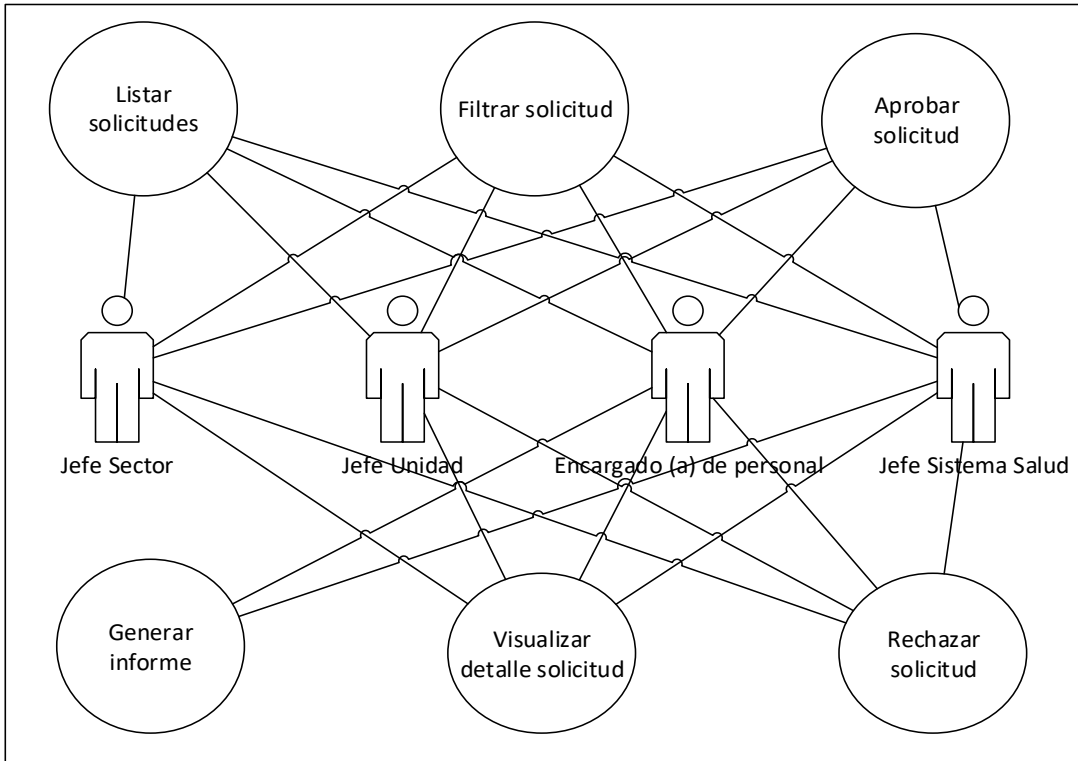 Listar
solicitudes
Filtrar solicitud
Aprobar
solicitud
Jefe Sector
Jefe Unidad
Encargado (a) de personal
Jefe Sistema Salud
Generar
informe
Visualizar
detalle solicitud
Rechazar
solicitud